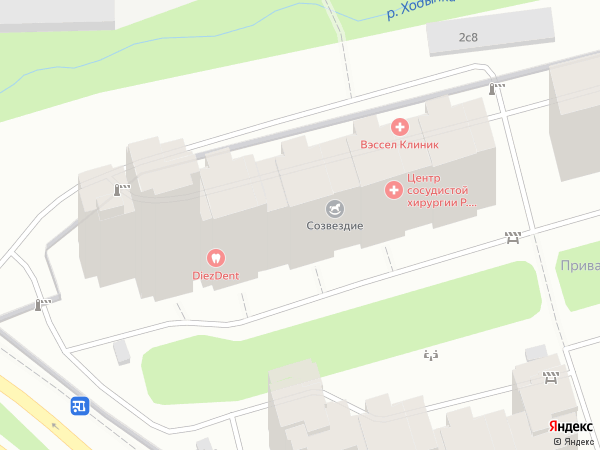 р. Ходынка
2с8
Вэссел Клиник
Центр
сосудистой
хирургии Р....
Созвездие
DiezDent
Прива
Яндекс
© Яндекс